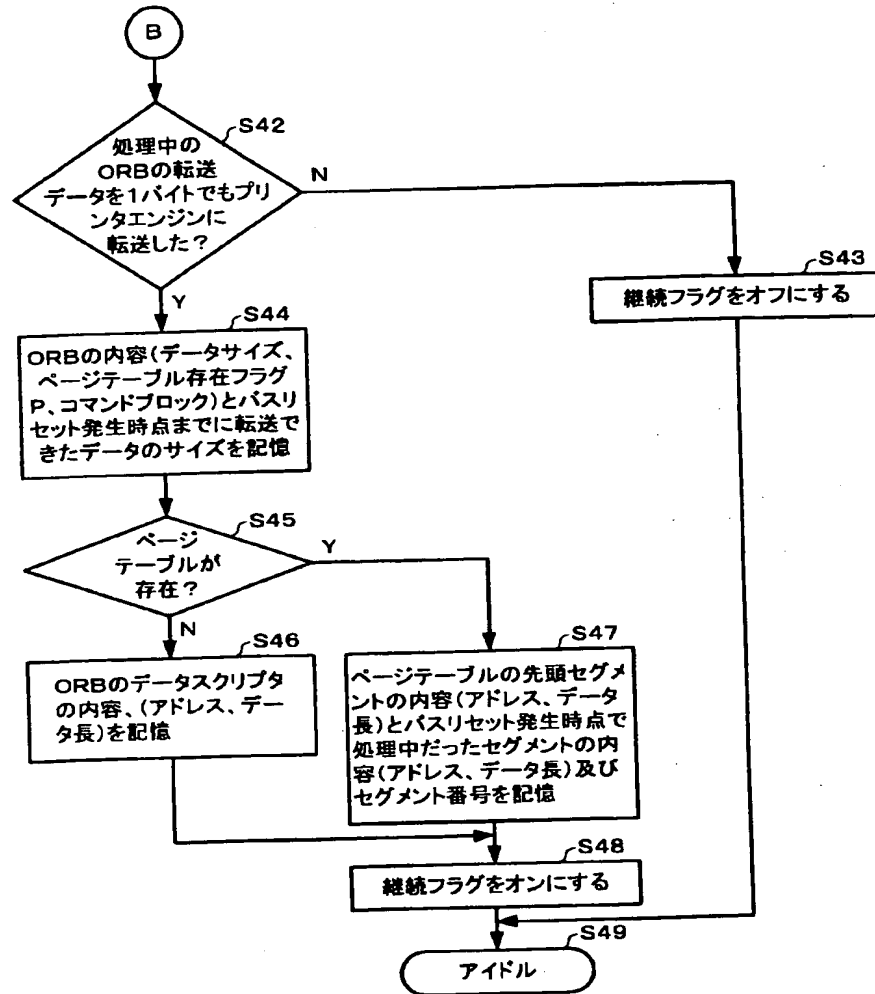 B
S42
処理中の
ORBの転送
データを1バイトでもプリ
ンタエンジンに
転送した?
N
Y
S43
継続フラグをオフにする
S44
ORBの内容(データサイズ、
ページテーブル存在フラグ
P、コマンドブロック)とバスリ
セット発生時点までに転送で
きたデータのサイズを記憶
S45
ページ
テーブルが
存在?
Y
N
S46
ORBのデータスクリプタ
の内容、(アドレス、デー
タ長)を記憶
S47
ページテーブルの先頭セグ
メントの内容(アドレス、データ
長)とバスリセット発生時点で
処理中だったセグメントの内
容(アドレス、データ長)及び
セグメント番号を記憶
S48
継続フラグをオンにする
S49
アイドル